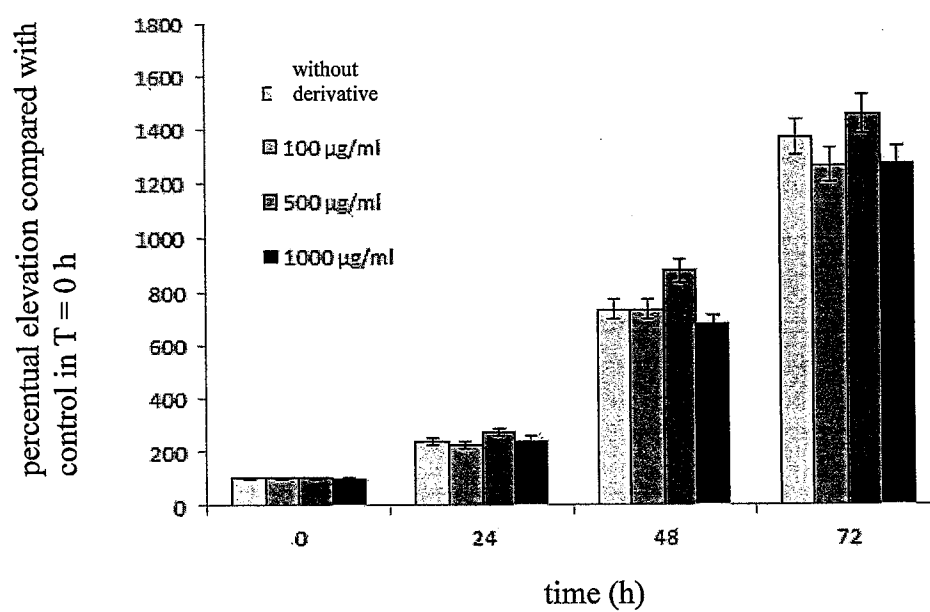 percentual elevation compared with
control in T = 0 h
1800
1600
1400
1200
1000
800
600
400
200
0
without
derivative
100 µg/ml
500 µg/ml
1000 µg/ml
0
24
48
72
time (h)